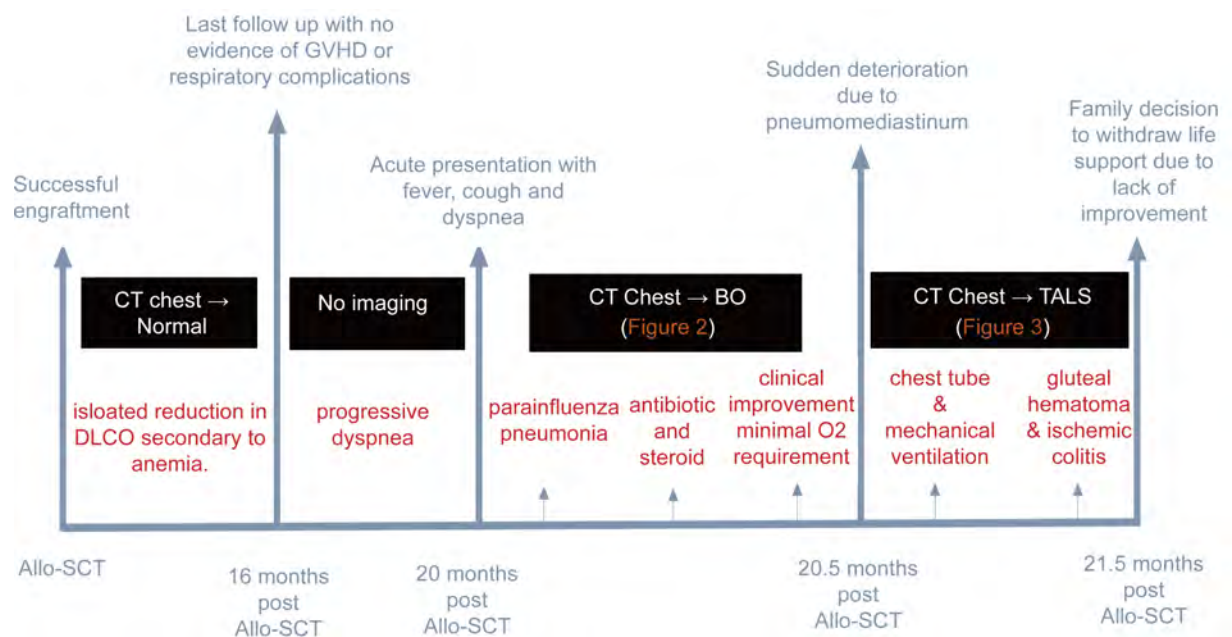 Last follow up with no
evidence of GVHD or
respiratory complications
Sudden deterioration
due to
pneumomediastinum
Family decision
to withdraw life
support due to
lack of
improvement
Acute presentation with
fever, cough and
dyspnea
Successful
engraftment
CT chest →
Normal
No imaging
CT Chest → BO
(Figure 2)
CT Chest → TALS
(Figure 3)
isloated reduction in
DLCO secondary to
anemia.
progressive
dyspnea
parainfluenza
pneumonia
antibiotic
and
steroid
clinical
improvement
minimal O2
requirement
chest tube
&
mechanical
ventilation
gluteal
hematoma
& ischemic
colitis
Allo-SCT
16 months
post
Allo-SCT
20 months
post
Allo-SCT
20.5 months
post
Allo-SCT
21.5 months
post
Allo-SCT